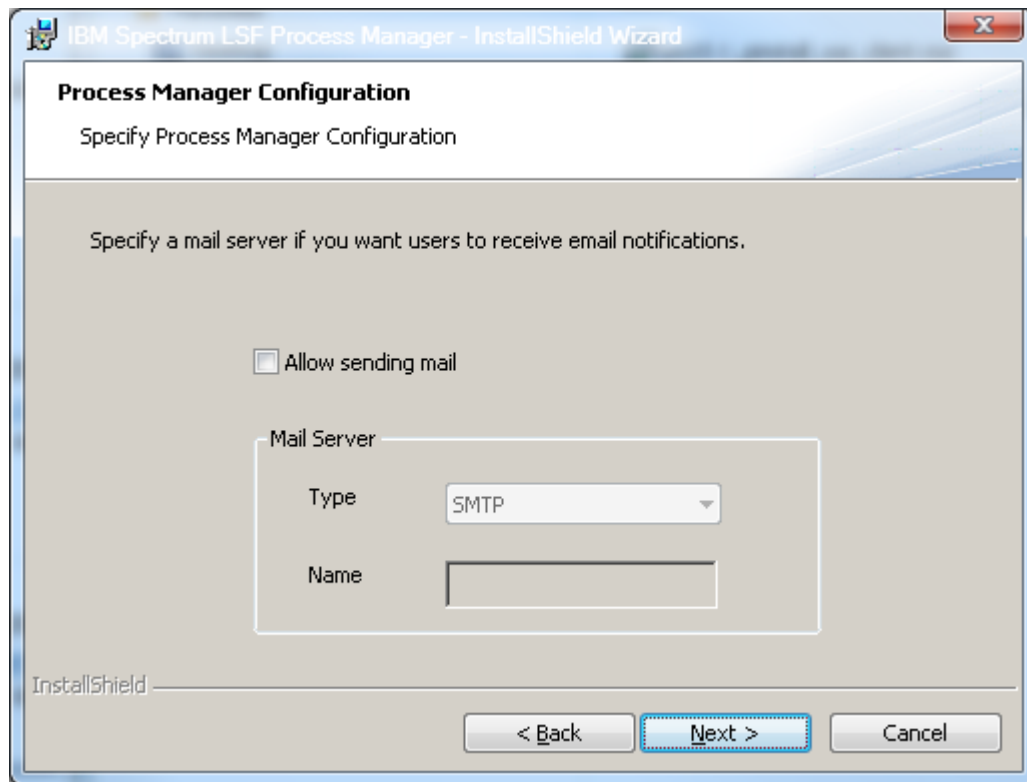 IBM Spectrum LSF Process Manager - InstallShield Wizard
Process Manager Configuration
Specify Process Manager Configuration
Specify a mail server if you want users to receive email notifications.
Allow sending mail
Mail Server
Type
SMTP
Name
InstallShield
< Back
Next >
Cancel